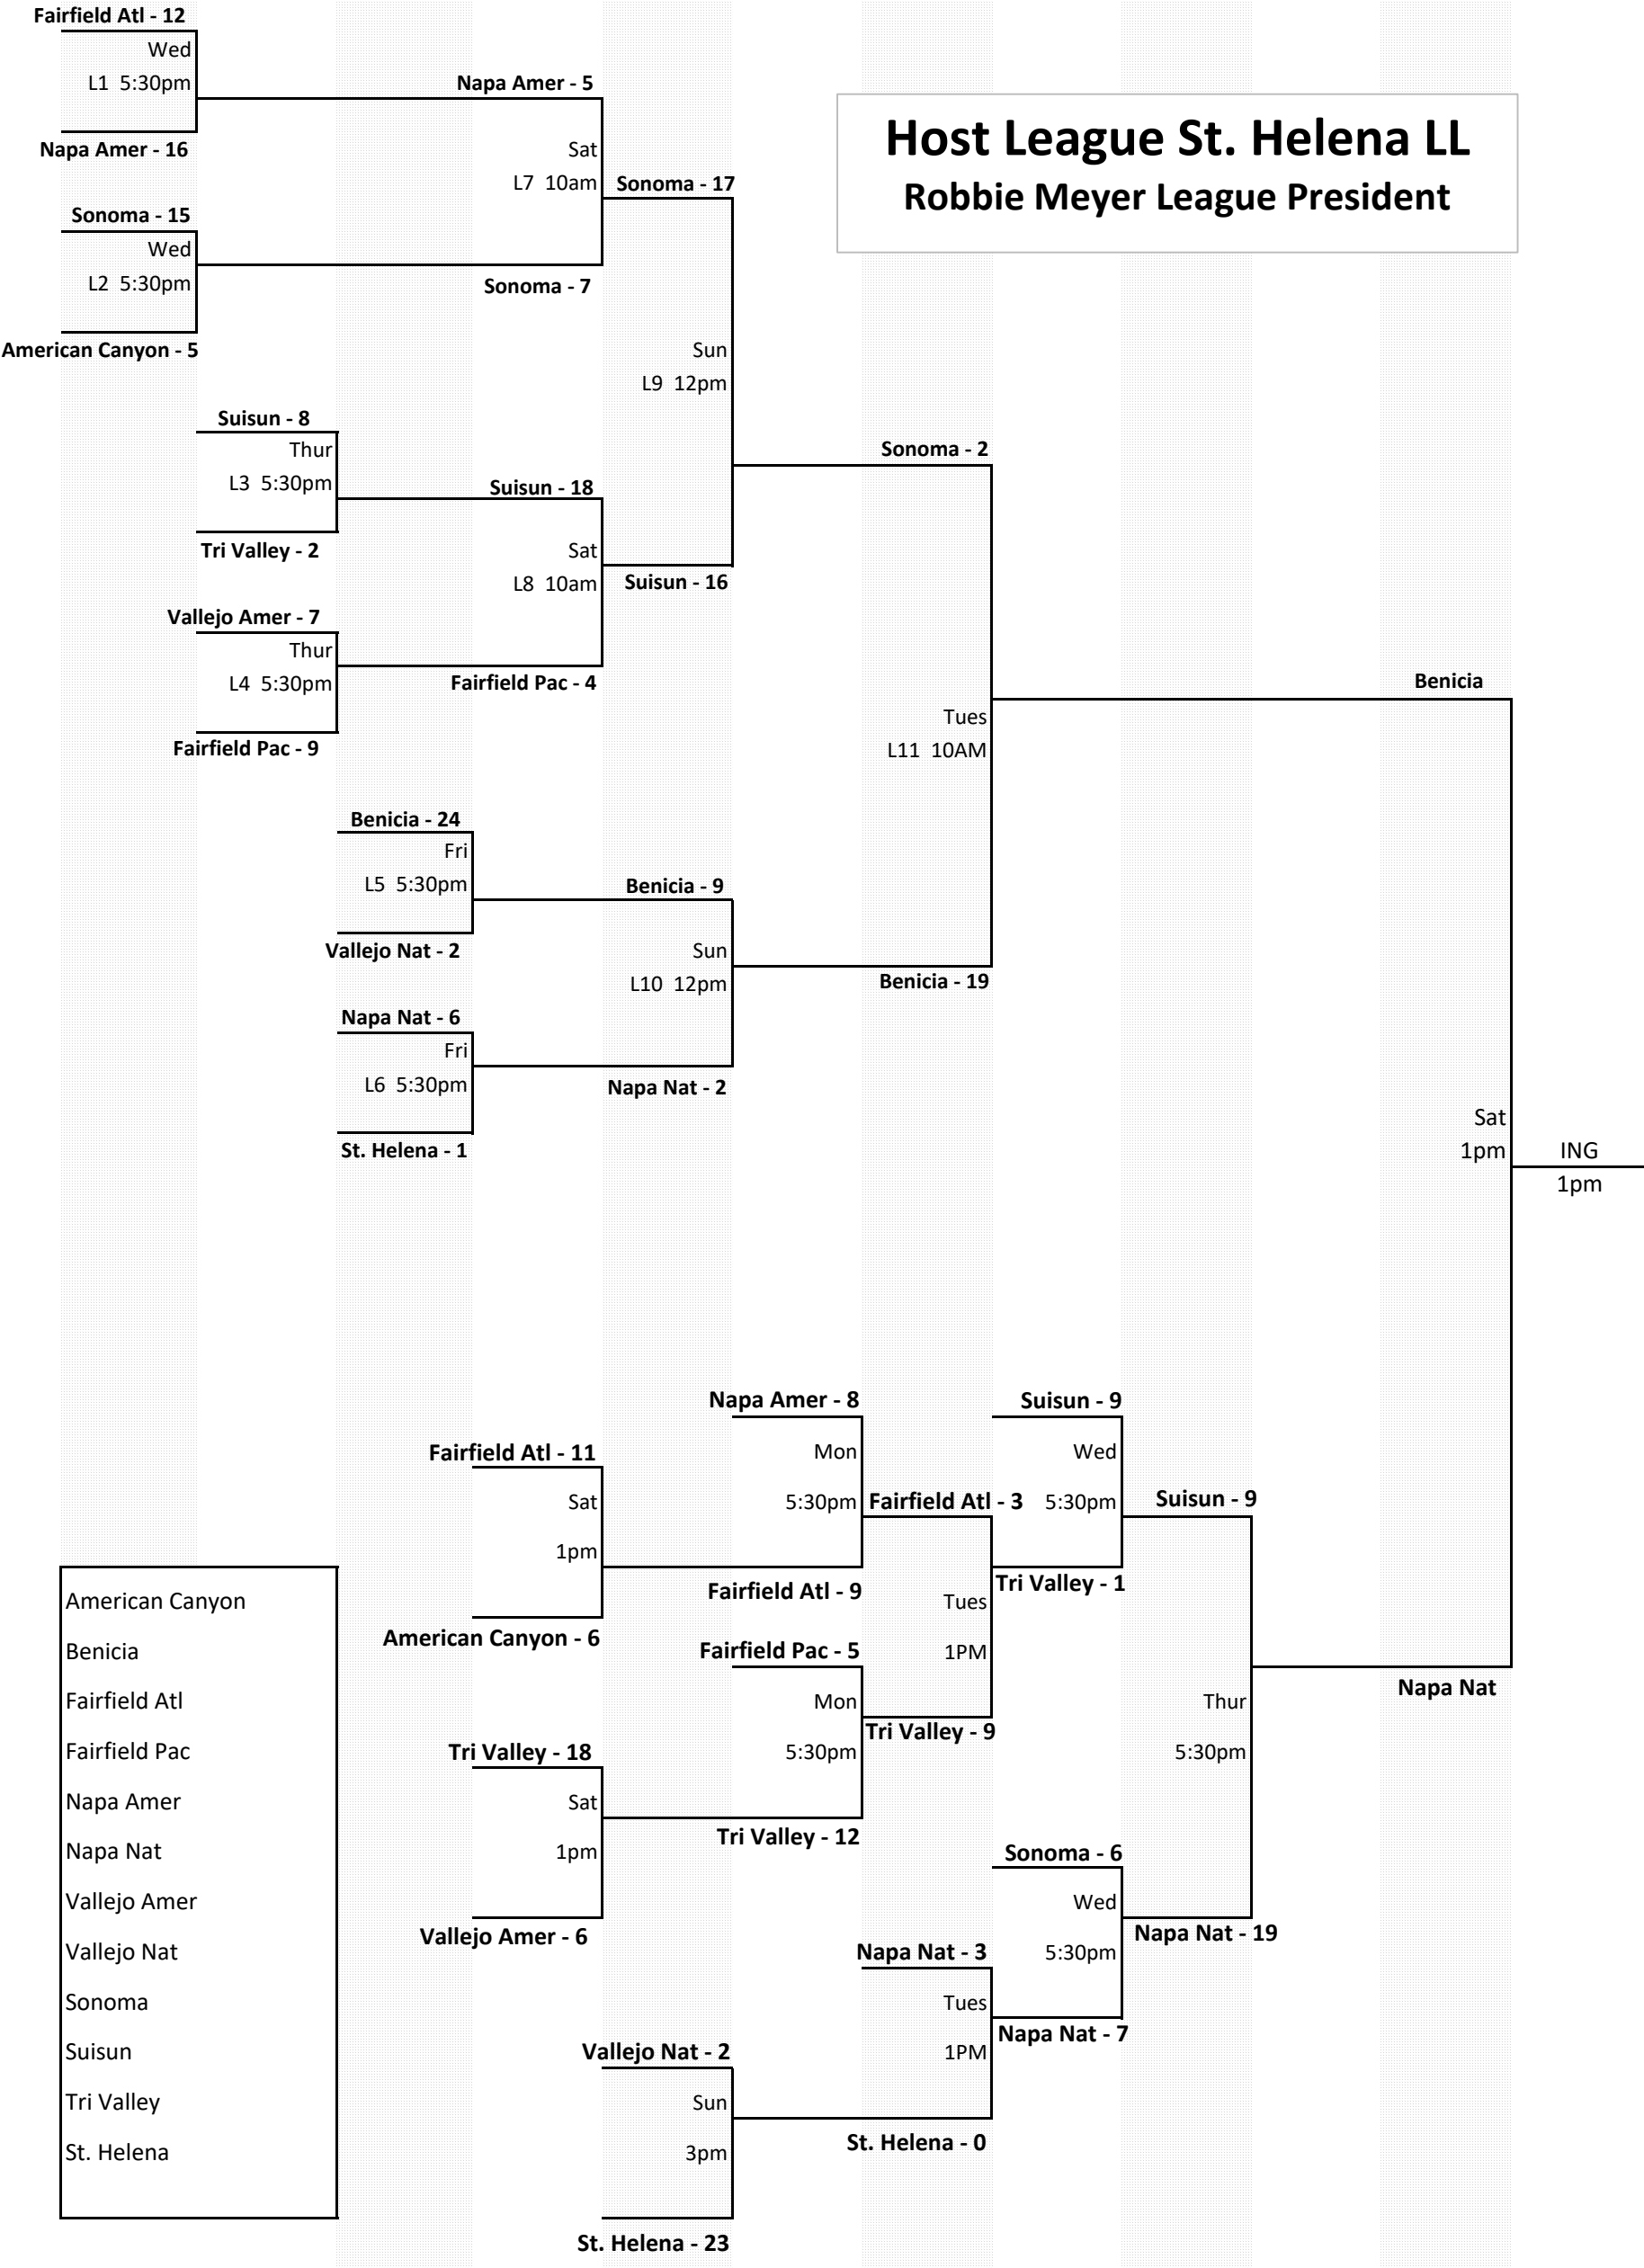 Fairfield Atl - 12
Wed
L1 5:30pm
Napa Amer - 16
Napa Amer - 5
Host League St. Helena LL
Robbie Meyer League President
Sat
L7 10am
Sonoma - 17
Sonoma - 15
Wed
L2 5:30pm
American Canyon - 5
Sonoma - 7
Sun
L9 12pm
Suisun - 8
Thur
L3 5:30pm
Tri Valley - 2
Suisun - 18
Sat
L8 10am
Suisun - 16
Sonoma - 2
Vallejo Amer - 7
Thur
L4 5:30pm
Fairfield Pac - 9
Fairfield Pac - 4
Benicia
Tues
L11 10AM
Benicia - 24
Fri
L5 5:30pm
Vallejo Nat - 2
Benicia - 9
Sun
L10 12pm
Benicia - 19
Napa Nat - 6
Fri
L6 5:30pm
St. Helena - 1
Napa Nat - 2
Sat
1pm
ING
1pm
Napa Amer - 8
Mon
5:30pm
Fairfield Atl - 9
Suisun - 9
Wed
5:30pm
Tri Valley - 1
Fairfield Atl - 11
Sat
1pm
American Canyon - 6
Fairfield Atl - 3
Tues
1PM
Tri Valley - 9
Suisun - 9
Thur
5:30pm
Napa Nat - 19
Napa Nat
Fairfield Pac - 5
Mon
5:30pm
Tri Valley - 12
Tri Valley - 18
Sat
1pm
Vallejo Amer - 6
Sonoma - 6
Wed
5:30pm
Napa Nat - 7
Napa Nat - 3
Tues
1PM
St. Helena - 0
Vallejo Nat - 2
Sun
3pm
St. Helena - 23
American Canyon
Benicia
Fairfield Atl
Fairfield Pac
Napa Amer
Napa Nat
Vallejo Amer
Vallejo Nat
Sonoma
Suisun
Tri Valley
St. Helena